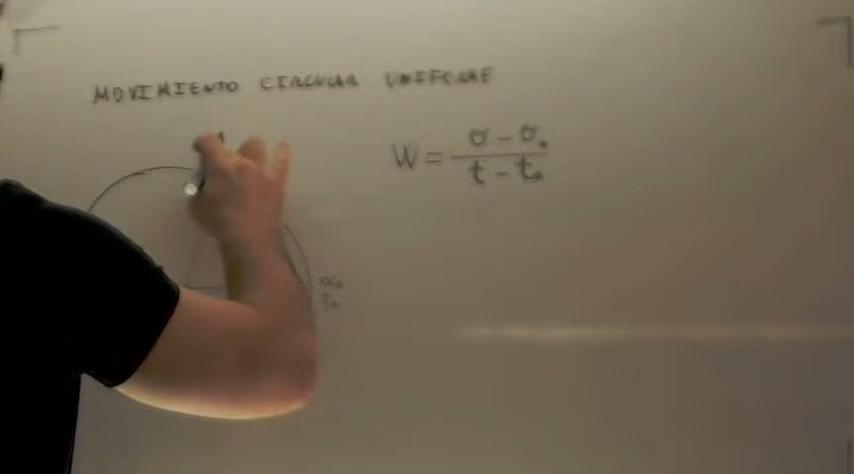 MOVIMIENTO CIRCULAR UNIFORME
W = σ - σ₀ / t - t₀